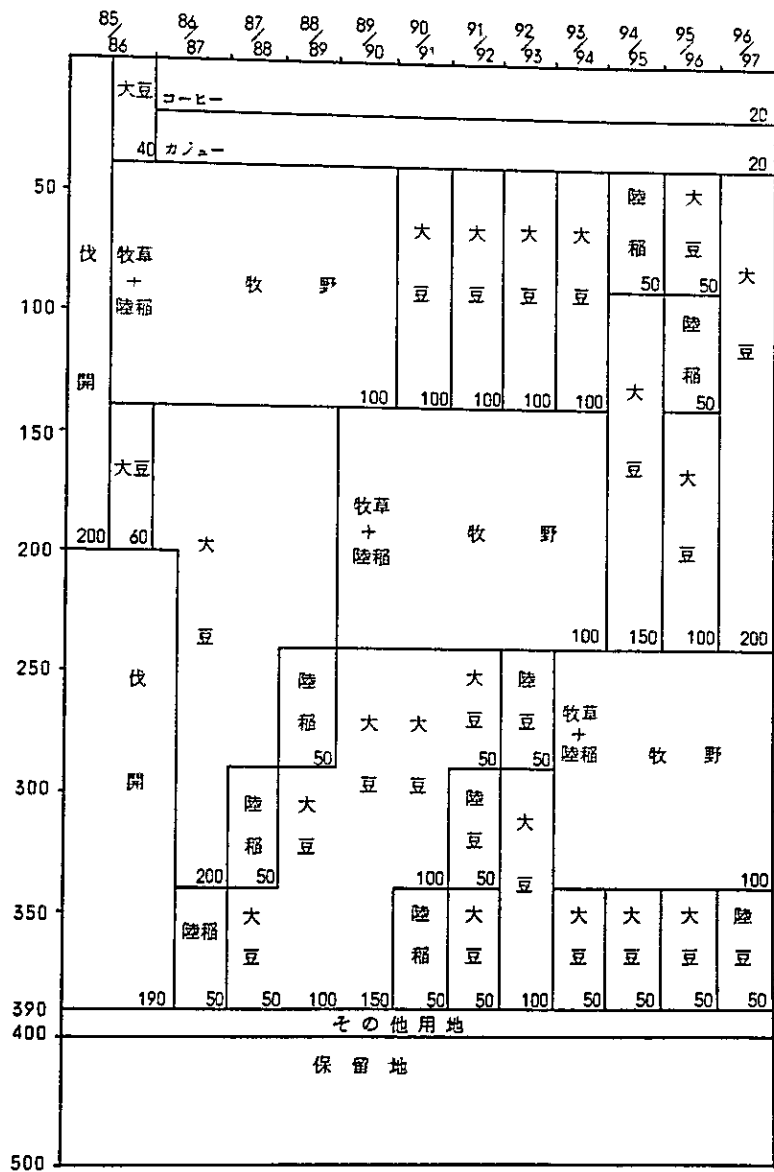 85/86 86/87 87/88 88/89 89/90 90/91 91/92 92/93 93/94 94/95 95/96 96/97
大豆 コーヒー 20
40 カジュー 20
50
伐開 牧草+陸稲 牧野 大豆 大豆 大豆 大豆 陸稲 大豆 大豆
50 50
100
陸稲
大豆
100 100 100 100 100 50
150
大豆 大豆 牧草+陸稲 牧野 大豆
200 60
200
100 150 100 200
250
伐開 陸稲 大豆 大豆 大豆 陸豆 牧草+陸稲 牧野
50 50 50
300
陸稲 大豆 陸豆 大豆
200 50 100 50 100
350
陸稲 大豆 陸稲 大豆 大豆 大豆 大豆 陸豆
190 50 50 100 150 50 50 100 50 50 50 50
390
その他用地
400
保留地
500